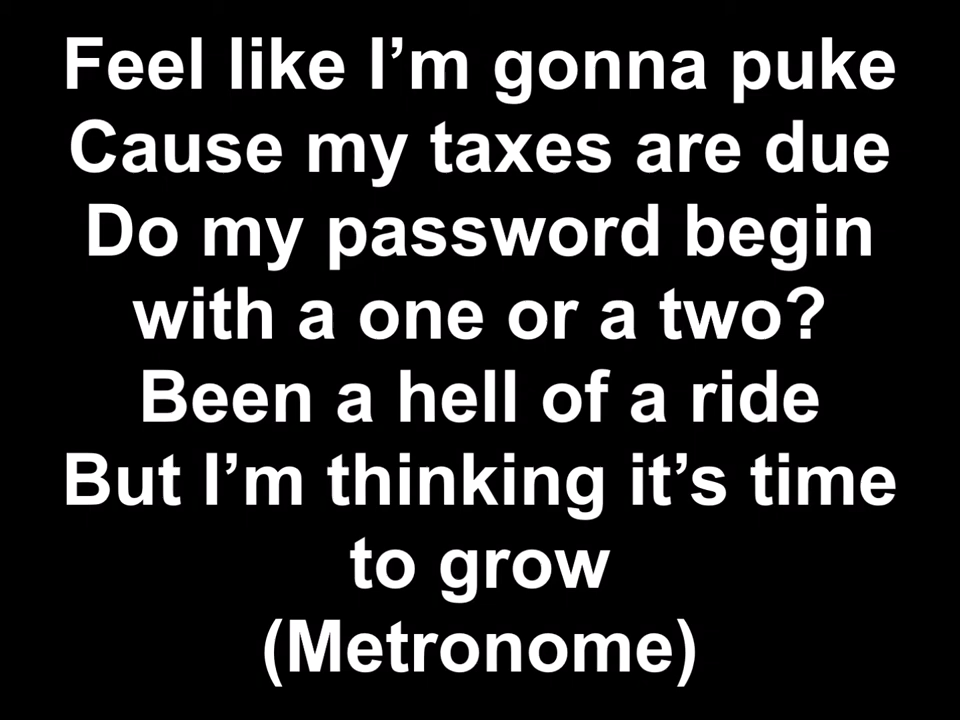 Feel like I’m gonna puke
Cause my taxes are due
Do my password begin
with a one or a two?
Been a hell of a ride
But I’m thinking it’s time
to grow
(Metronome)